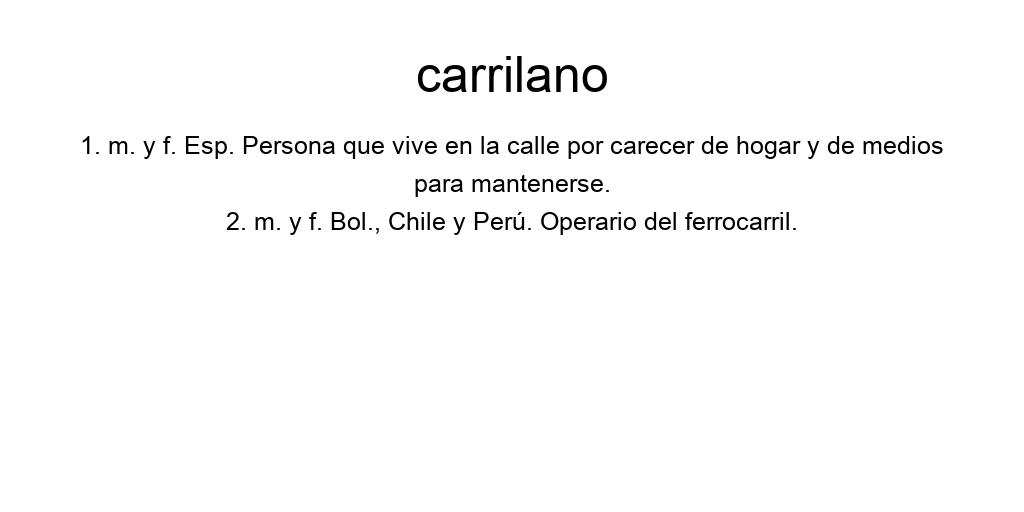 carrilano
1. m. y f. Esp. Persona que vive en la calle por carecer de hogar y de medios
para mantenerse.
2. m. y f. Bol., Chile y Perú. Operario del ferrocarril.